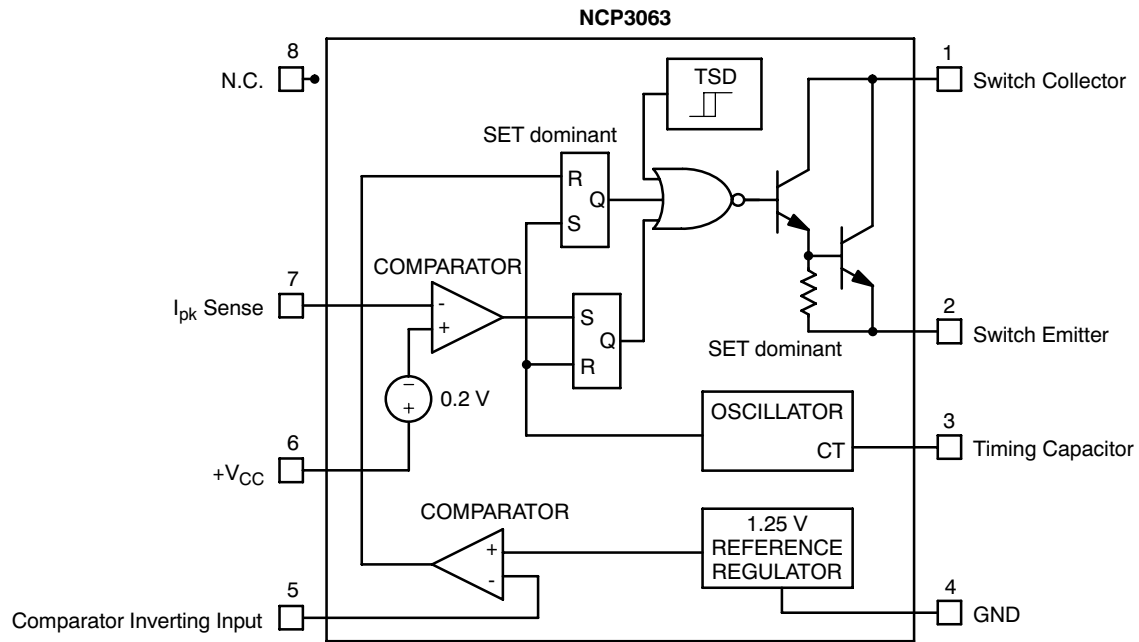 NCP3063
8
N.C.
1
Switch Collector
TSD
SET dominant
R
Q
S
COMPARATOR
7
Ipk Sense
-
+
S
Q
R
2
Switch Emitter
SET dominant
−
+
0.2 V
OSCILLATOR
CT
3
Timing Capacitor
6
+VCC
COMPARATOR
+
-
1.25 V
REFERENCE
REGULATOR
5
Comparator Inverting Input
4
GND